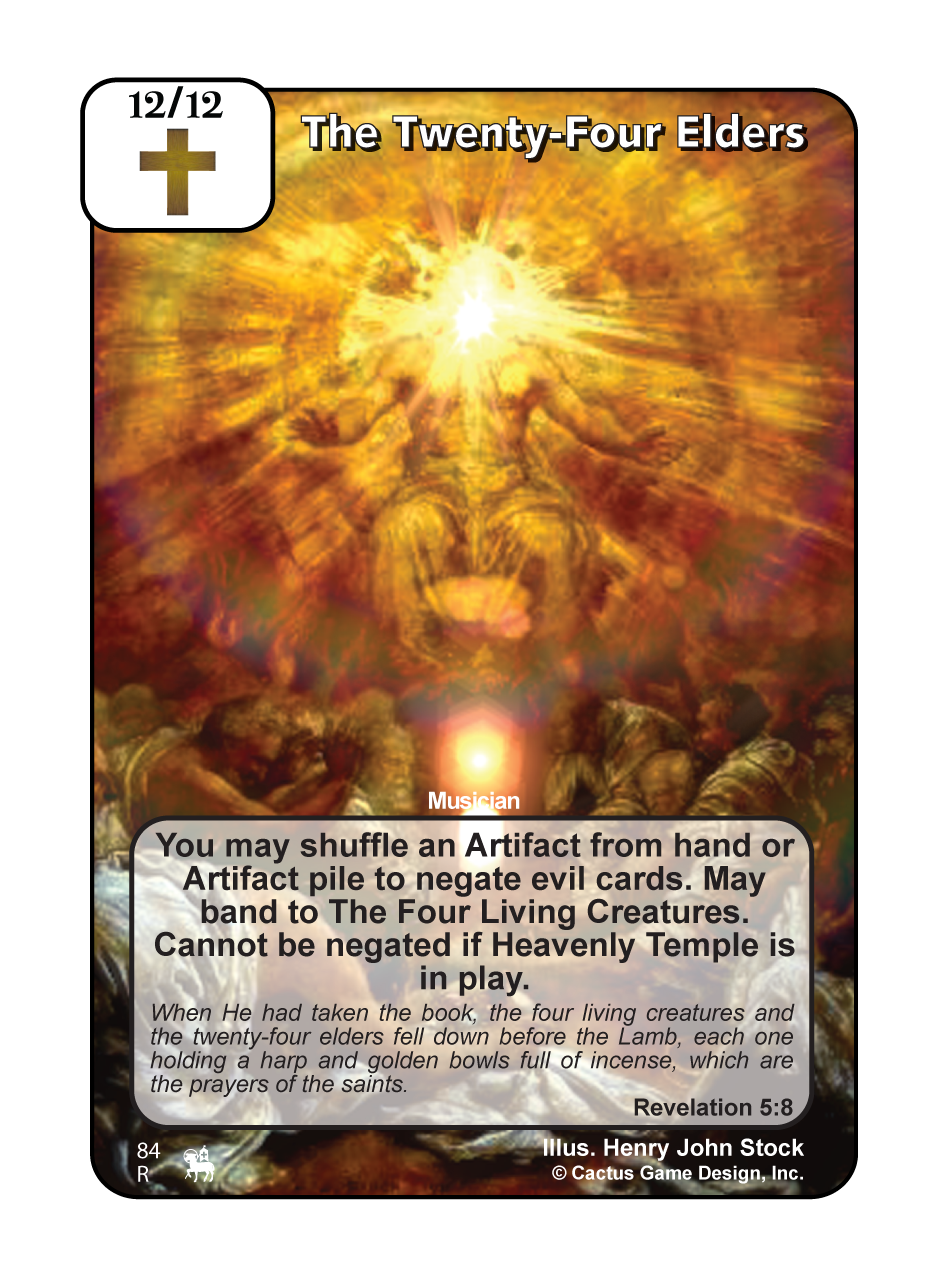 12/12
The Twenty-Four Elders
Musician
You may shuffle an Artifact from hand or
Artifact pile to negate evil cards. May
band to The Four Living Creatures.
Cannot be negated if Heavenly Temple is
in play.
When He had taken the book, the four living creatures and
the twenty-four elders fell down before the Lamb, each one
holding a harp and golden bowls full of incense, which are
the prayers of the saints.
Revelation 5:8
84
R
Illus. Henry John Stock
© Cactus Game Design, Inc.